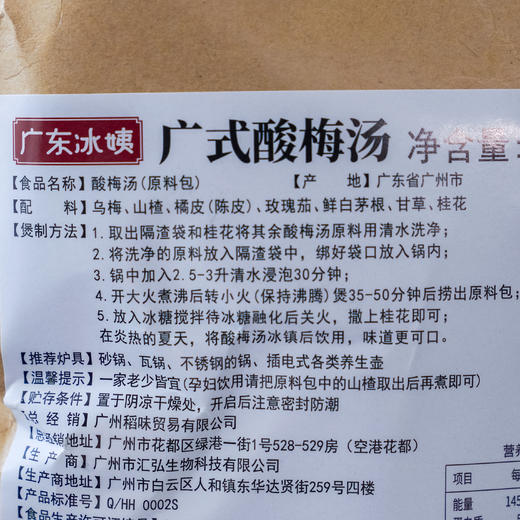 广东冰姨
广式酸梅汤 净含量
【食品名称】酸梅汤(原料包) 【产 地】广东省广州市
【配 料】乌梅、山楂、橘皮(陈皮)、玫瑰茄、鲜白茅根、甘草、桂花
【煲制方法】1. 取出隔渣袋和桂花将其余酸梅汤原料用清水洗净;
2. 将洗净的原料放入隔渣袋中,绑好袋口放入锅内;
3. 锅中加入2.5-3升清水浸泡30分钟;
4. 开大火煮沸后转小火(保持沸腾)煲35-50分钟后捞出原料包;
5. 放入冰糖搅拌待冰糖融化后关火,撒上桂花即可;
在炎热的夏天,将酸梅汤冰镇后饮用,味道更可口。
【推荐炉具】砂锅、瓦锅、不锈钢的锅、插电式各类养生壶
【温馨提示】一家老少皆宜(孕妇饮用请把原料包中的山楂取出后再煮即可)
【贮存条件】置于阴凉干燥处,开启后注意密封防潮
【总 经 销】广州稻味贸易有限公司
地址】广州市花都区绿港一街1号528-529房(空港花都)
【生 产 商】广州市汇弘生物科技有限公司
【生产商地址】广州市白云区人和镇东华达贤街259号四楼
【产品标准号】Q/HH 0002S
【食品生产许可证编号】
营养
项目 每
能量 145